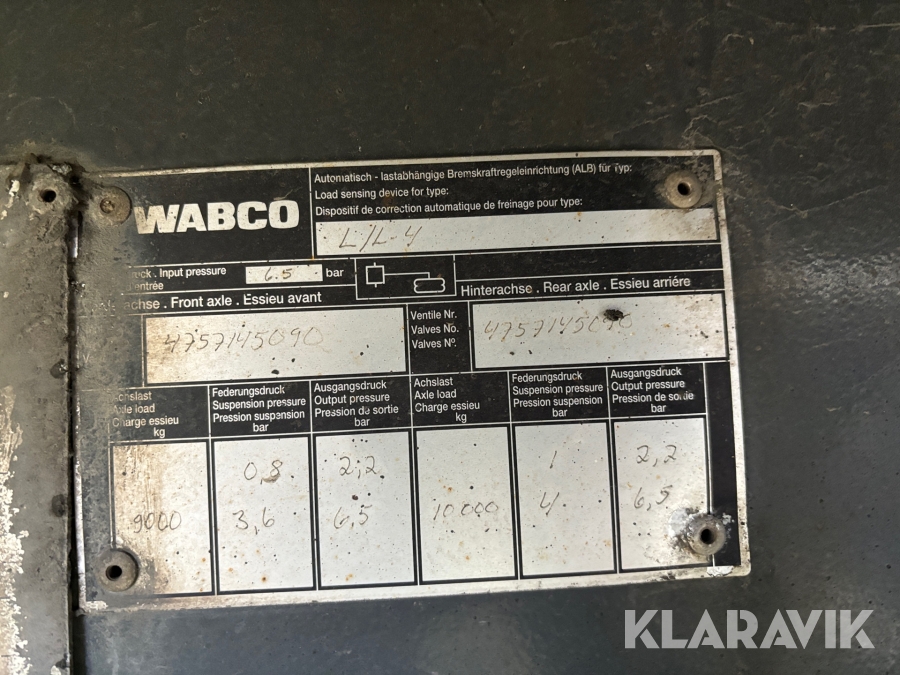 WABCO
Automatisch - lastabhängige Bremskraftregeleinrichtung (ALB) für Typ:
Load sensing device for type:
Dispositif de correction automatique de freinage pour type:
L/L-4
ck . Input pressure 6.5 bar
entrée
chse . Front axle . Essieu avant
Hinterachse . Rear axle . Essieu arriére
4757145090
Ventile Nr.
Valves No.
Valves Nº.
4757145090
chslast
Axle load
Charge essieu
kg
Federungsdruck
Suspension pressure
Pression suspension
bar
Ausgangsdruck
Output pressure
Pression de sortie
bar
Achslast
Axle load
Charge essieu
kg
Federungsdruck
Suspension pressure
Pression suspension
bar
Ausgangsdruck
Output pressure
Pression de sortie
bar
0,8 2,2 1 2,2
9000 3,6 6,5 10000 4 6,5
KLARAVIK